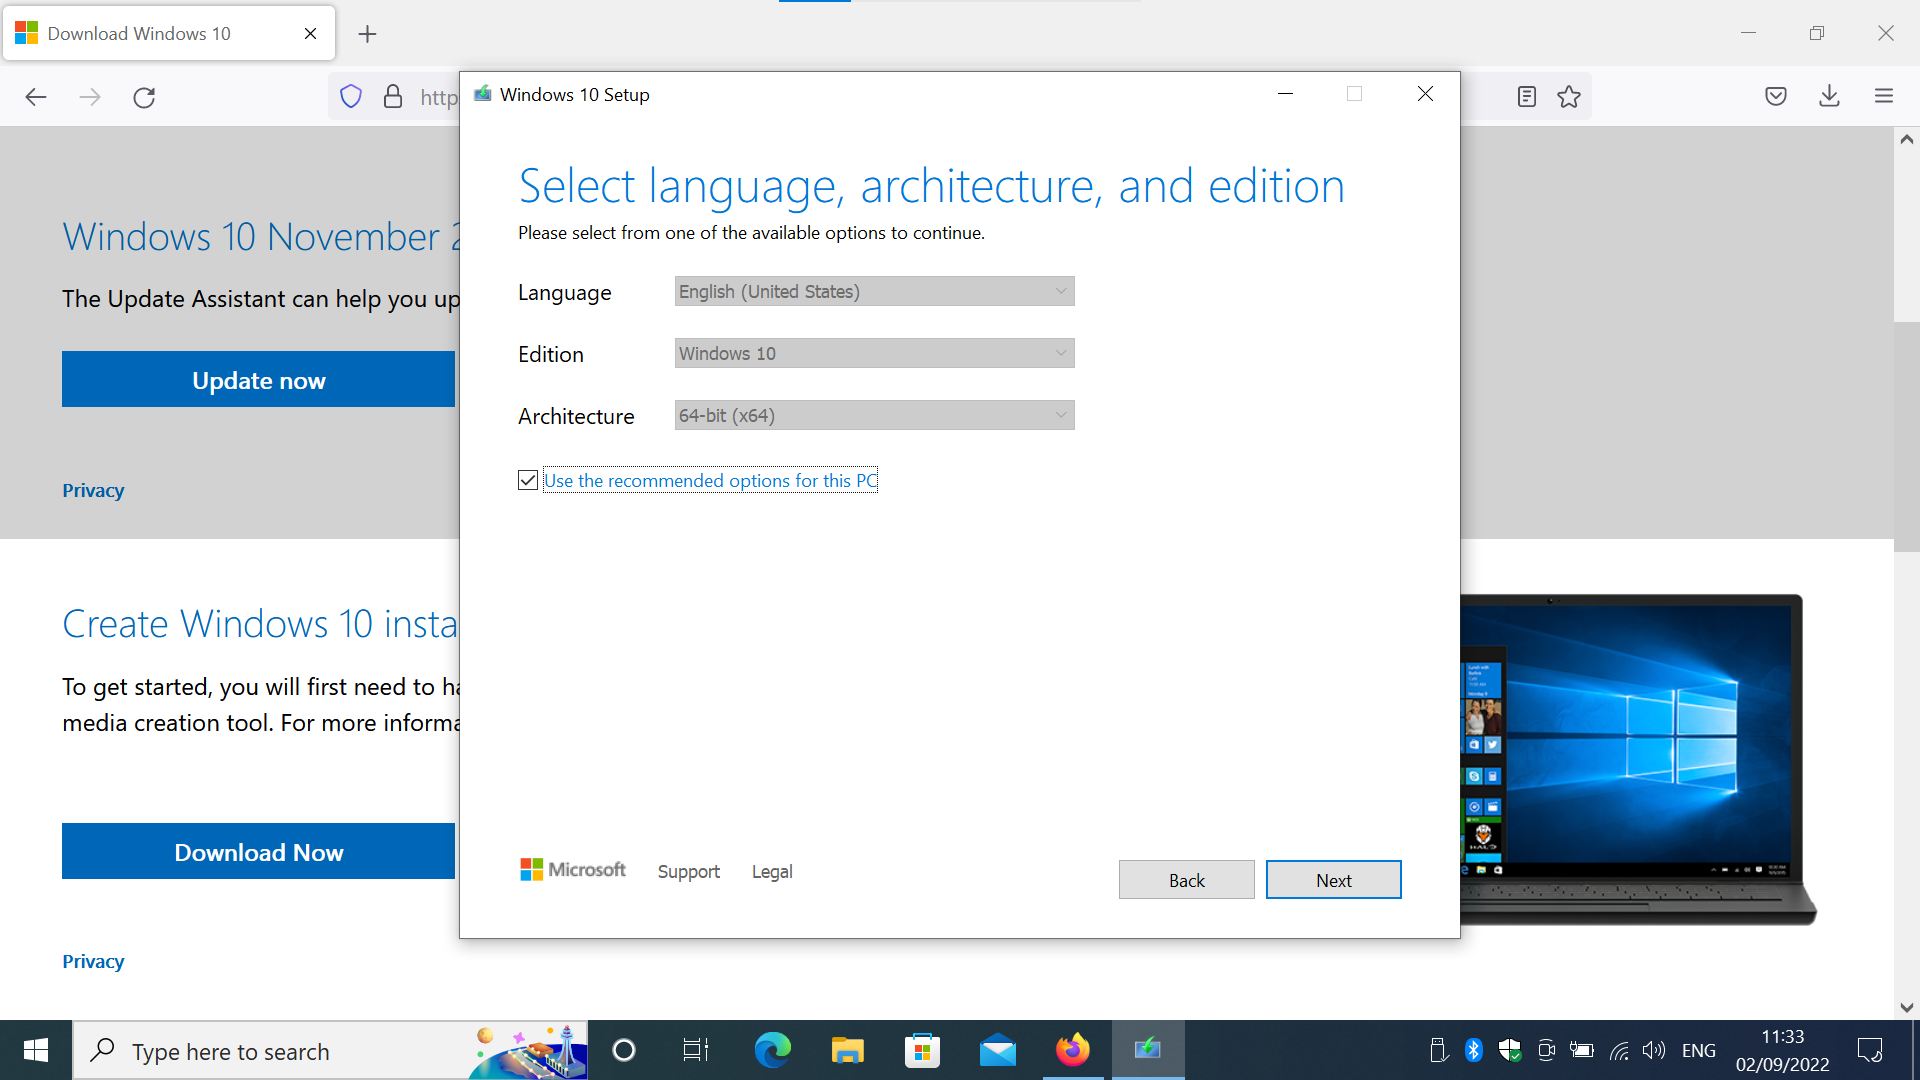 Download Windows 10
http
Windows 10 Setup
Select language, architecture, and edition
Please select from one of the available options to continue.
Language
English (United States)
Edition
Windows 10
Architecture
64-bit (x64)
Use the recommended options for this PC
Microsoft
Support
Legal
Back
Next
Windows 10 November 2
The Update Assistant can help you up
Update now
Privacy
Create Windows 10 insta
To get started, you will first need to ha
media creation tool. For more informa
Download Now
Privacy
HALO
Type here to search
ENG
11:33
02/09/2022